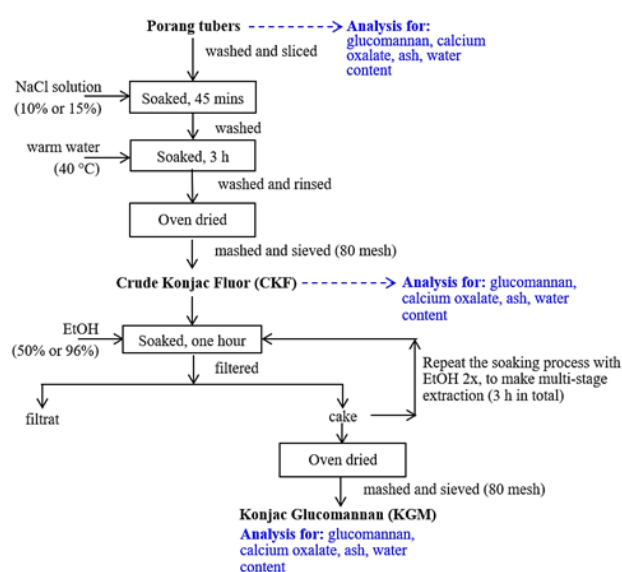 Porang tubers
Analysis for:
glucomannan, calcium
oxalate, ash, water
content
washed and sliced
NaCl solution
(10% or 15%)
Soaked, 45 mins
washed
warm water
(40 °C)
Soaked, 3 h
washed and rinsed
Oven dried
mashed and sieved (80 mesh)
Crude Konjac Fluor (CKF)
Analysis for: glucomannan,
calcium oxalate, ash, water
content
EtOH
(50% or 96%)
Soaked, one hour
Repeat the soaking process with
EtOH 2x, to make multi-stage
extraction (3 h in total)
filtered
filtrat
cake
Oven dried
mashed and sieved (80 mesh)
Konjac Glucomannan (KGM)
Analysis for: glucomannan,
calcium oxalate, ash, water
content